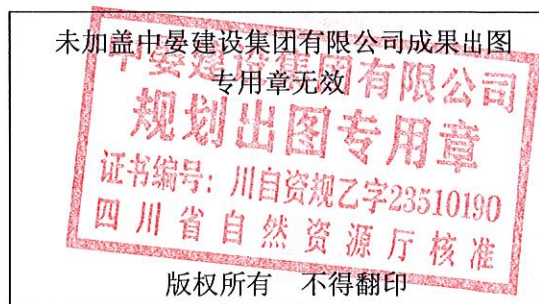 未加盖中晏建设集团有限公司成果出图
专用章无效
中晏建设集团有限公司
规划出图专用章
证书编号：川自资规乙字23510190
四川省自然资源厅核准
版权所有 不得翻印